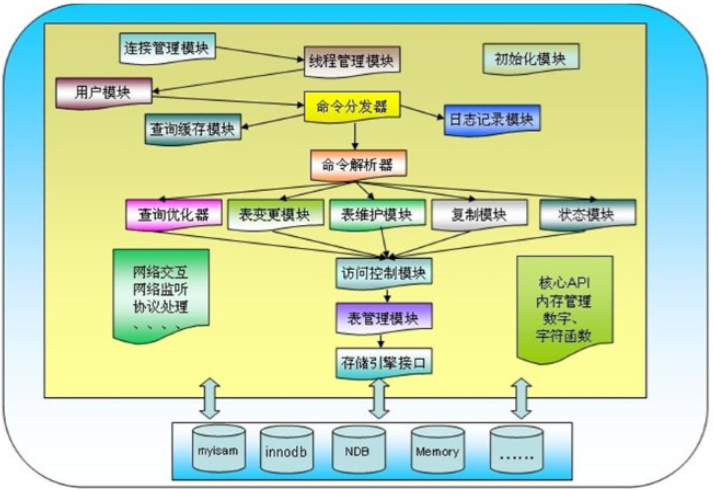 连接管理模块
线程管理模块
初始化模块
用户模块
命令分发器
查询缓存模块
日志记录模块
命令解析器
查询优化器
表变更模块
表维护模块
复制模块
状态模块
访问控制模块
网络交互
网络监听
协议处理
、、、、
核心API
内存管理
数字、
字符函数
表管理模块
存储引擎接口
myisam
innodb
NDB
Memory
……